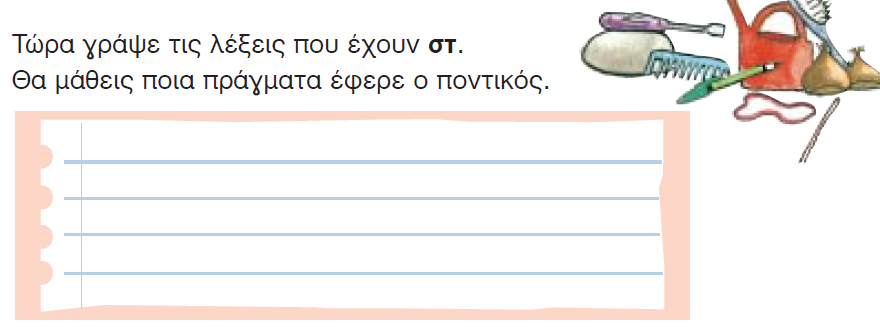 Τώρα γράψε τις λέξεις που έχουν στ.
Θα μάθεις ποια πράγματα έφερε ο ποντικός.